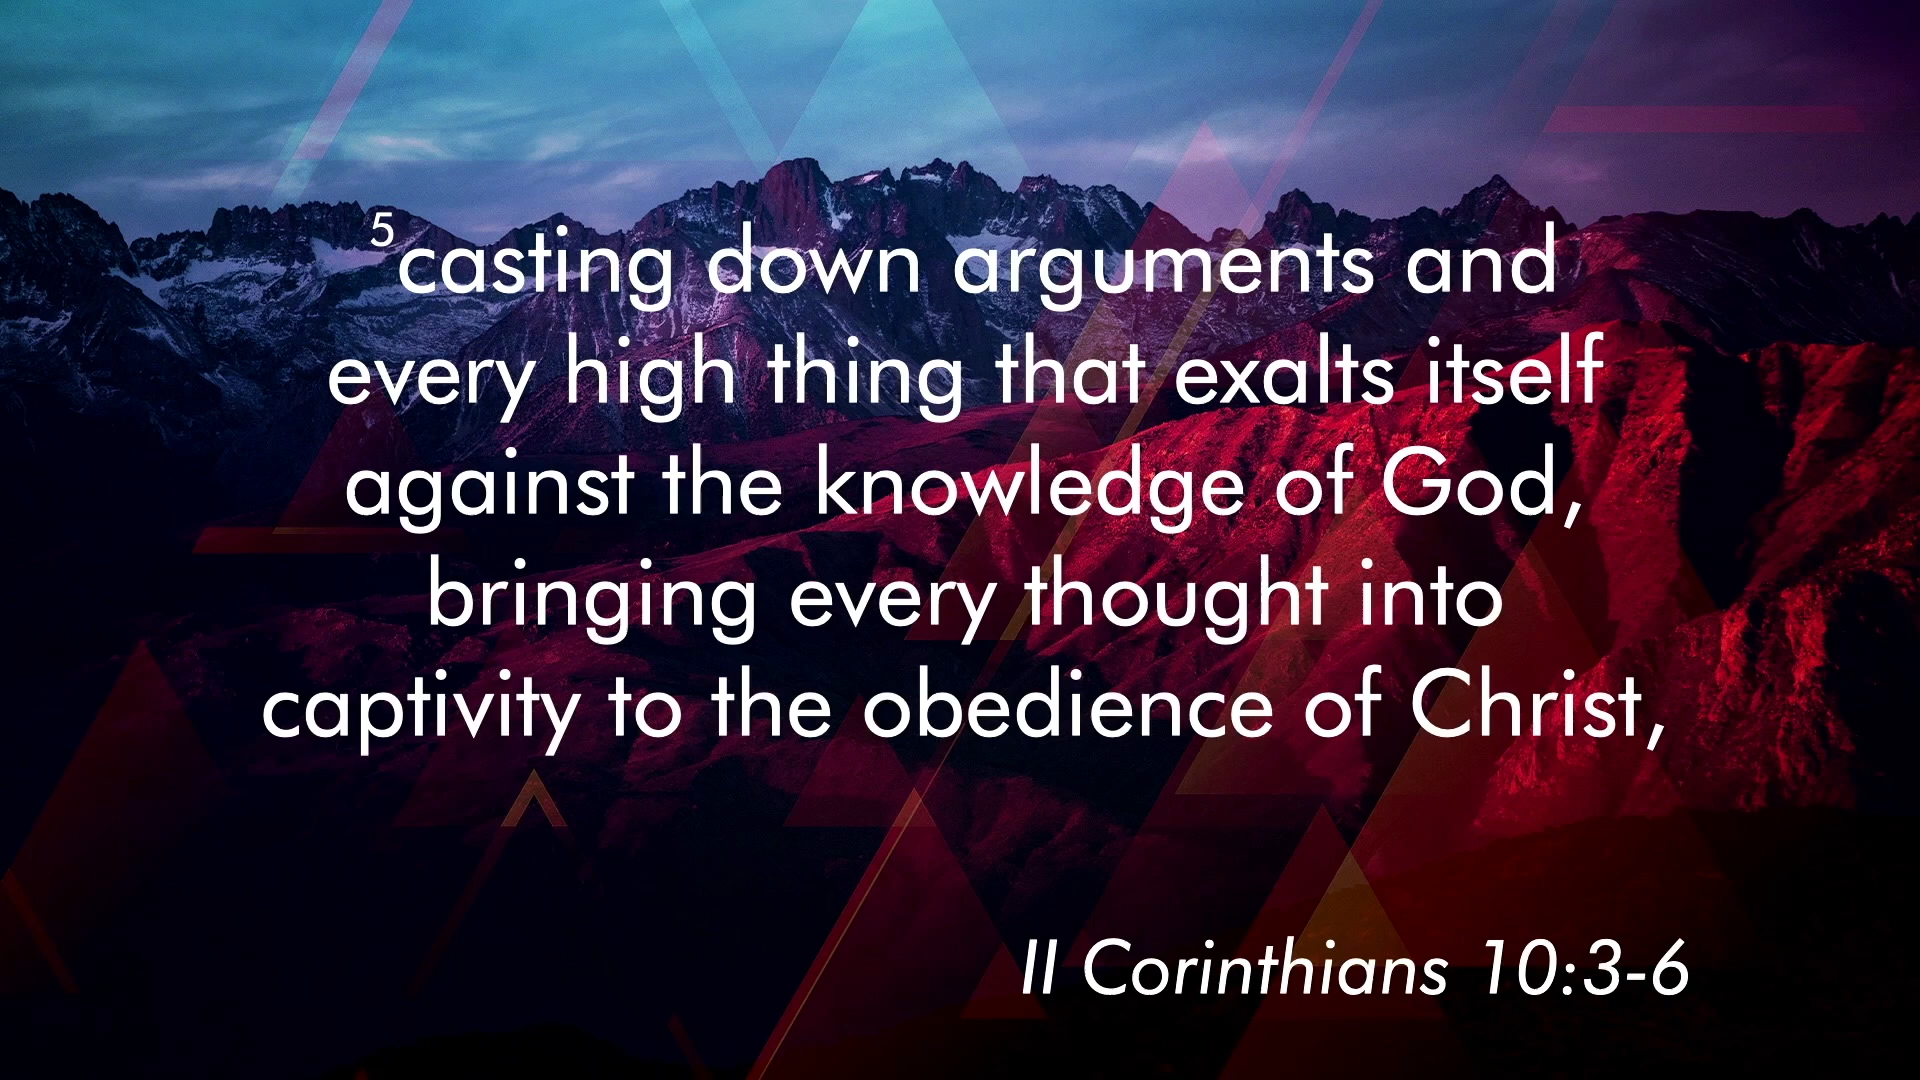 5casting down arguments and
every high thing that exalts itself
against the knowledge of God,
bringing every thought into
captivity to the obedience of Christ,
II Corinthians 10:3-6